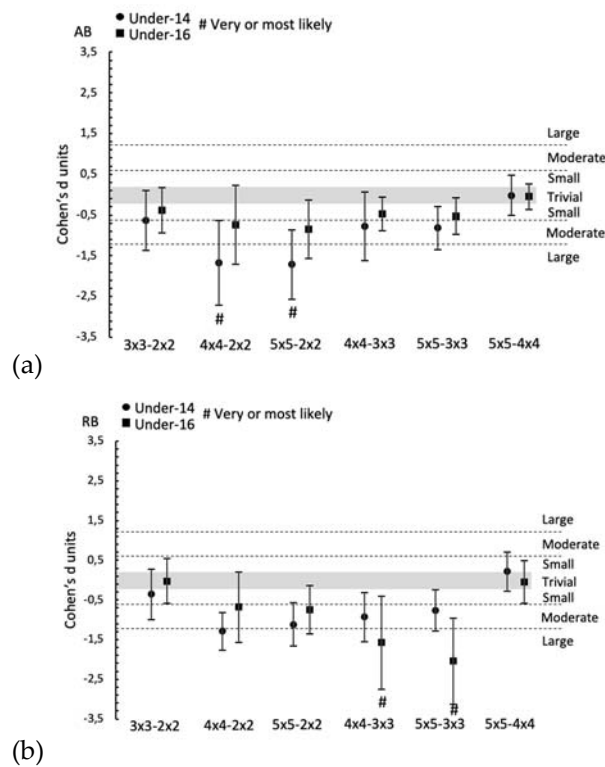 AB
Under-14
Under-16
# Very or most likely
3,5
2,5
1,5
0,5
-0,5
-1,5
-2,5
-3,5
Cohen's d units
Large
Moderate
Small
Trivial
Small
Moderate
Large
# #
3x3-2x2 4x4-2x2 5x5-2x2 4x4-3x3 5x5-3x3 5x5-4x4
(a)
RB
Under-14
Under-16
# Very or most likely
3,5
2,5
1,5
0,5
-0,5
-1,5
-2,5
-3,5
Cohen's d units
Large
Moderate
Small
Trivial
Small
Moderate
Large
# #
3x3-2x2 4x4-2x2 5x5-2x2 4x4-3x3 5x5-3x3 5x5-4x4
(b)